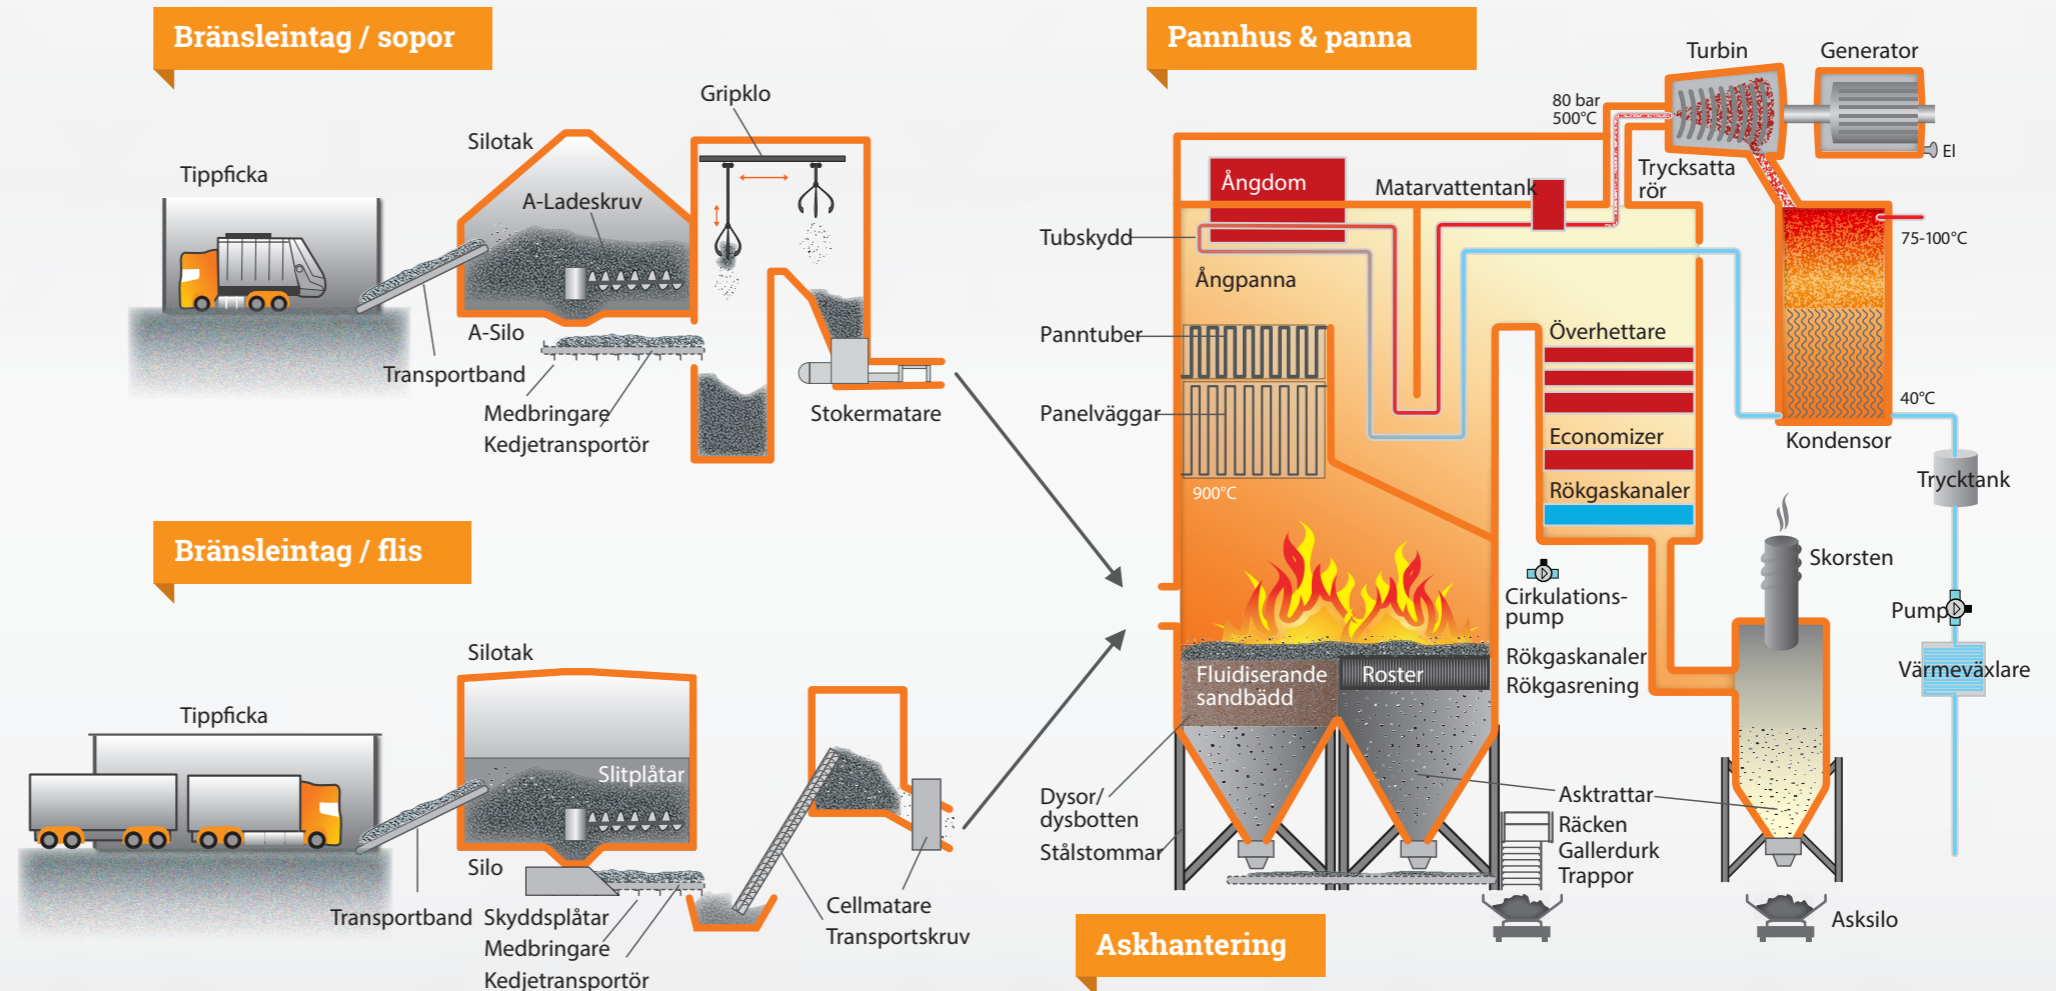 Bränsleintag / sopor
Gripklo
Silotak
Tippficka
A-Ladeskruv
A-Silo
Transportband
Medbringare
Kedjetransportör
Stokermatare
Bränsleintag / flis
Silotak
Tippficka
Slitplåtar
Silo
Transportband
Skyddsplåtar
Medbringare
Kedjetransportör
Cellmatare
Transportskruv
Pannhus & panna
Turbin
Generator
80 bar
500°C
El
Trycksatta
rör
Ångdom
Matarvattentank
Tubskydd
75-100°C
Ångpanna
Panntuber
Överhettare
Panelväggar
40°C
Economizer
Kondensor
Trycktank
900°C
Rökgaskanaler
Skorsten
Cirkulations-
pump
Pump
Rökgaskanaler
Rökgasrening
Värmeväxlare
Fluidiserande
sandbädd
Roster
Dysor/
dysbotten
Stålstommar
Asktrattar
Räcken
Gallerdurk
Trappor
Asksilo
Askhantering